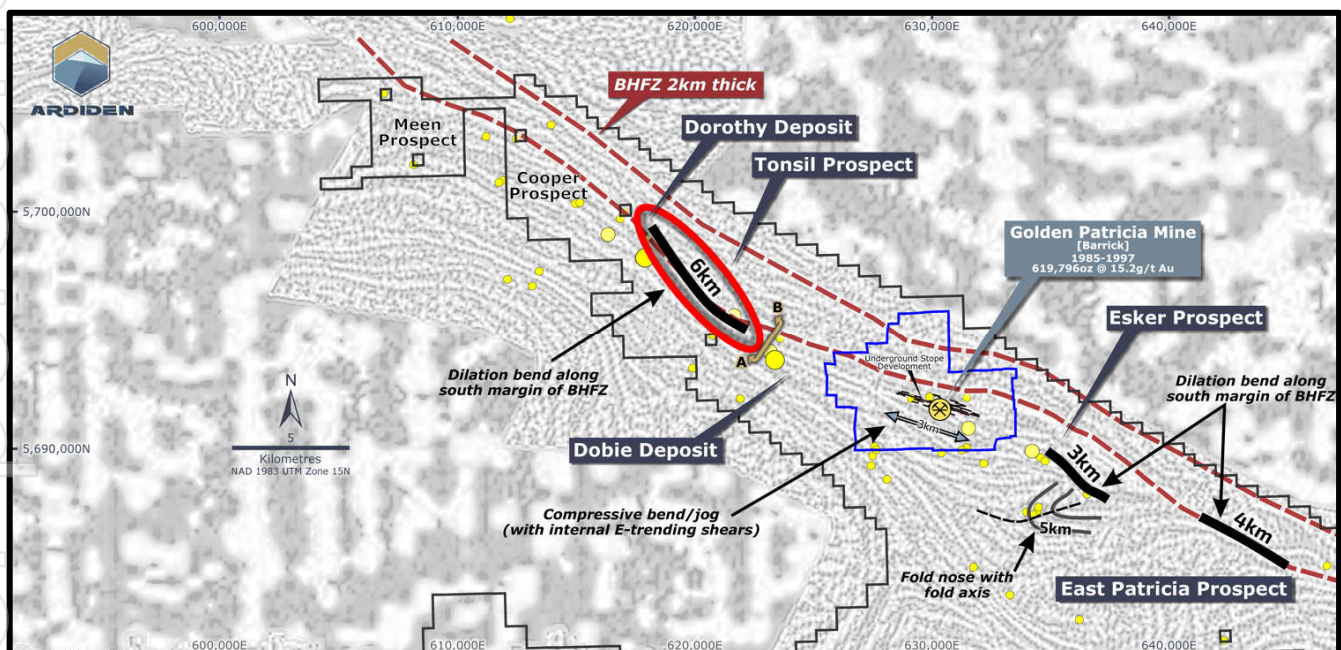 600,000E
610,000E
620,000E
630,000E
640,000E
ARDIDEN
BHFZ 2km thick
Meen
Prospect
Dorothy Deposit
Tonsil Prospect
Cooper
Prospect
5,700,000N
Golden Patricia Mine
[Barrick]
1985-1997
619,796oz @ 15.2g/t Au
6km
B
A
Esker Prospect
Underground Stope
Development
Dilation bend along
south margin of BHFZ
Dilation bend along
south margin of BHFZ
N
5
Kilometres
NAD 1983 UTM Zone 15N
3km
5,690,000N
Dobie Deposit
3km
Compressive bend/jog
(with internal E-trending shears)
5km
4km
Fold nose with
fold axis
East Patricia Prospect
600,000E
610,000E
620,000E
630,000E
640,000E